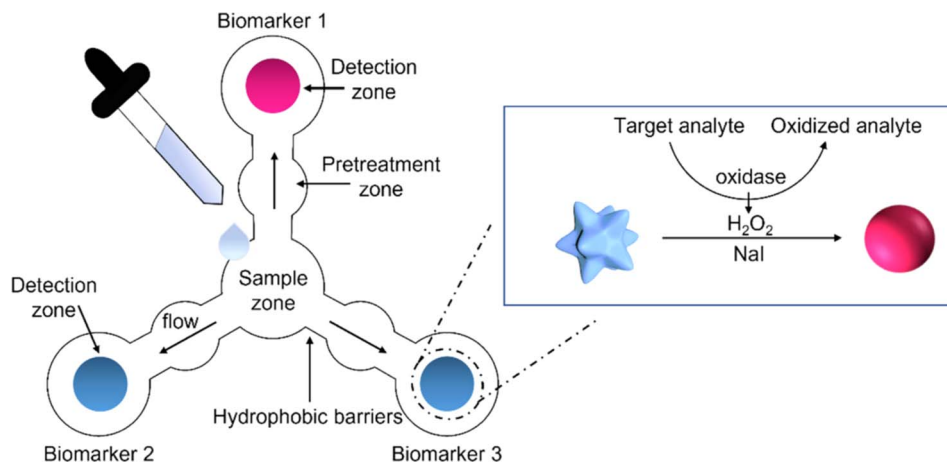 Biomarker 1
Detection
zone
Pretreatment
zone
Sample
zone
Detection
zone
flow
Hydrophobic barriers
Biomarker 2
Biomarker 3
Target analyte
Oxidized analyte
oxidase
H₂O₂
NaI